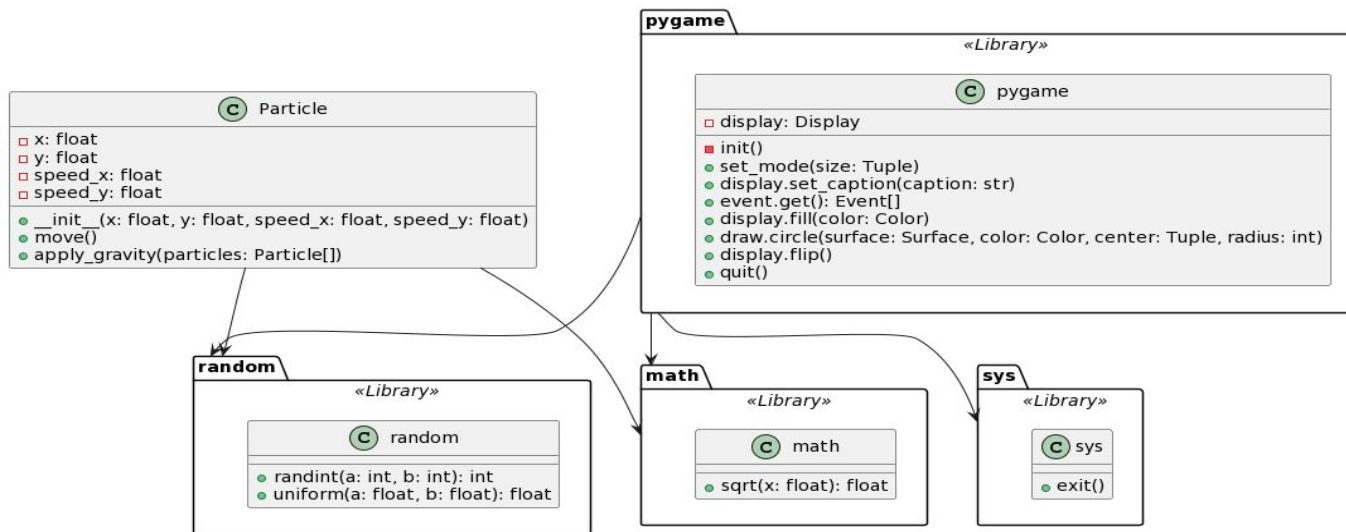 pygame
«Library»
C pygame
display: Display
init()
set_mode(size: Tuple)
display.set_caption(caption: str)
event.get(): Event[]
display.fill(color: Color)
draw.circle(surface: Surface, color: Color, center: Tuple, radius: int)
display.flip()
quit()
C Particle
x: float
y: float
speed_x: float
speed_y: float
__init__(x: float, y: float, speed_x: float, speed_y: float)
move()
apply_gravity(particles: Particle[])
random
«Library»
C random
randint(a: int, b: int): int
uniform(a: float, b: float): float
math
«Library»
C math
sqrt(x: float): float
sys
«Library»
C sys
exit()